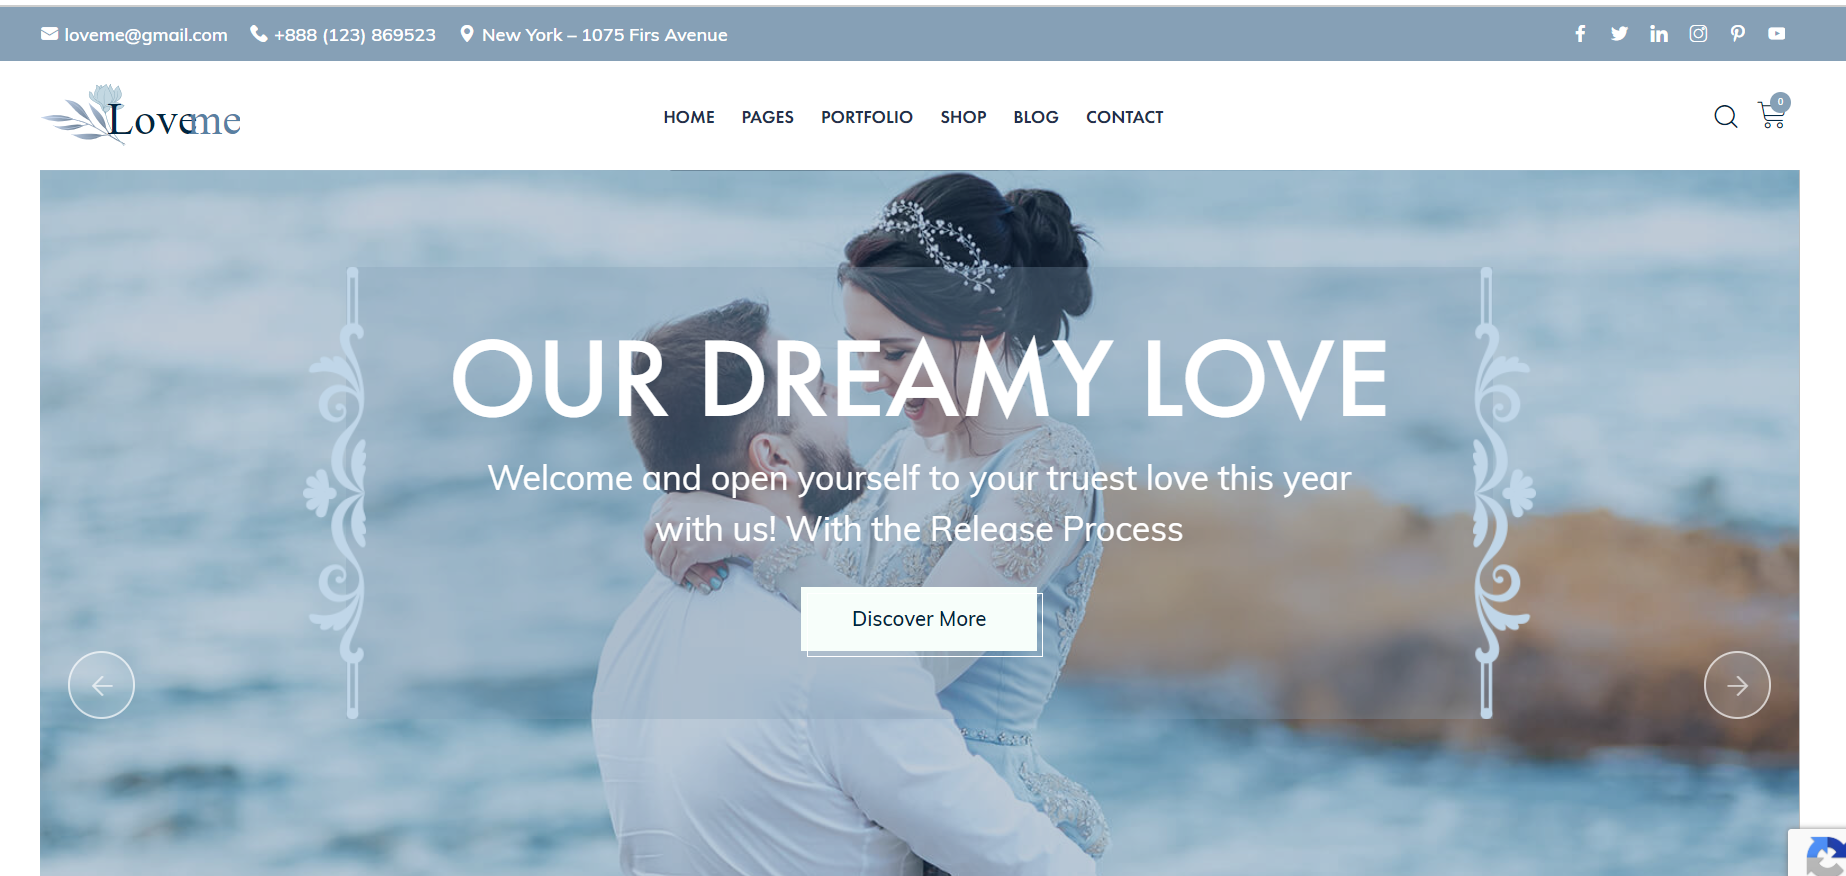 loveme@gmail.com +888 (123) 869523 New York – 1075 Firs Avenue
Loveme
HOME PAGES PORTFOLIO SHOP BLOG CONTACT
0
OUR DREAMY LOVE
Welcome and open yourself to your truest love this year
with us! With the Release Process
Discover More